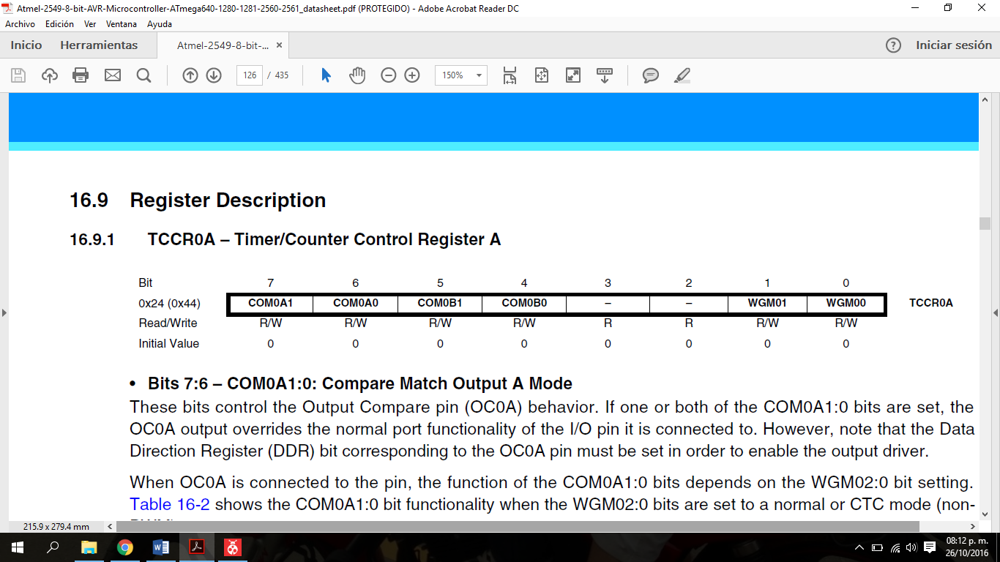 Atmel-2549-8-bit-AVR-Microcontroller-ATmega640-1280-1281-2560-2561_datasheet.pdf (PROTEGIDO) - Adobe Acrobat Reader DC
Archivo Edición Ver Ventana Ayuda
Inicio Herramientas Atmel-2549-8-bit-... × ? Iniciar sesión
126 / 435 150%
16.9 Register Description
16.9.1 TCCR0A – Timer/Counter Control Register A
Bit 7 6 5 4 3 2 1 0
0x24 (0x44) COM0A1 COM0A0 COM0B1 COM0B0 – – WGM01 WGM00 TCCR0A
Read/Write R/W R/W R/W R/W R R R/W R/W
Initial Value 0 0 0 0 0 0 0 0
• Bits 7:6 – COM0A1:0: Compare Match Output A Mode
These bits control the Output Compare pin (OC0A) behavior. If one or both of the COM0A1:0 bits are set, the
OC0A output overrides the normal port functionality of the I/O pin it is connected to. However, note that the Data
Direction Register (DDR) bit corresponding to the OC0A pin must be set in order to enable the output driver.
When OC0A is connected to the pin, the function of the COM0A1:0 bits depends on the WGM02:0 bit setting.
Table 16-2 shows the COM0A1:0 bit functionality when the WGM02:0 bits are set to a normal or CTC mode (non-
215.9 x 279.4 mm
08:12 p. m.
26/10/2016